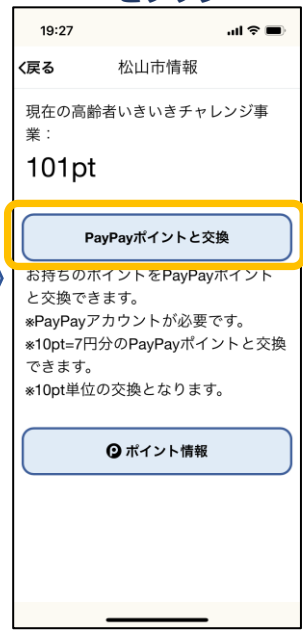 19:27
戻る 松山市情報
現在の高齢者いきいきチャレンジ事
業：
101pt
PayPayポイントと交換
お持ちのポイントをPayPayポイント
と交換できます。
※PayPayアカウントが必要です。
※10pt=7円分のPayPayポイントと交換
できます。
※10pt単位の交換となります。
ポイント情報